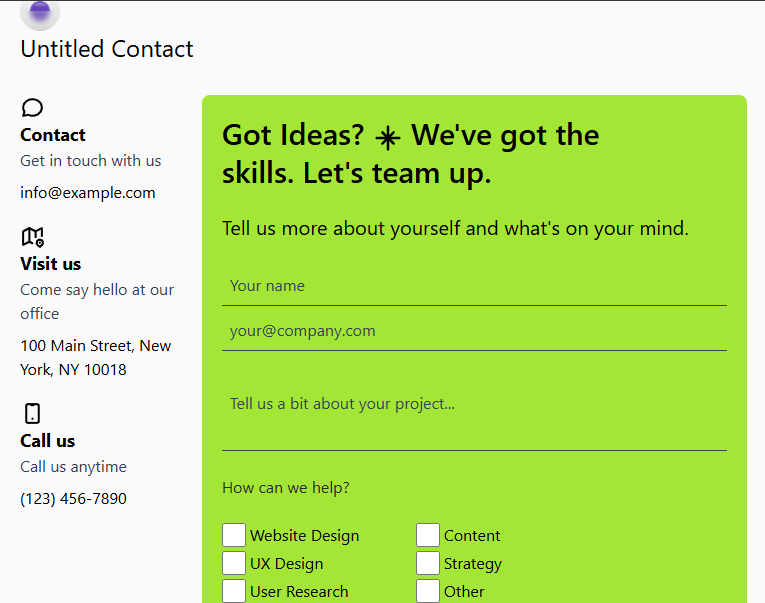 Untitled Contact
Contact
Get in touch with us
info@example.com
Visit us
Come say hello at our
office
100 Main Street, New
York, NY 10018
Call us
Call us anytime
(123) 456-7890
Got Ideas? ✳ We've got the
skills. Let's team up.
Tell us more about yourself and what's on your mind.
Your name
your@company.com
Tell us a bit about your project...
How can we help?
Website Design
Content
UX Design
Strategy
User Research
Other